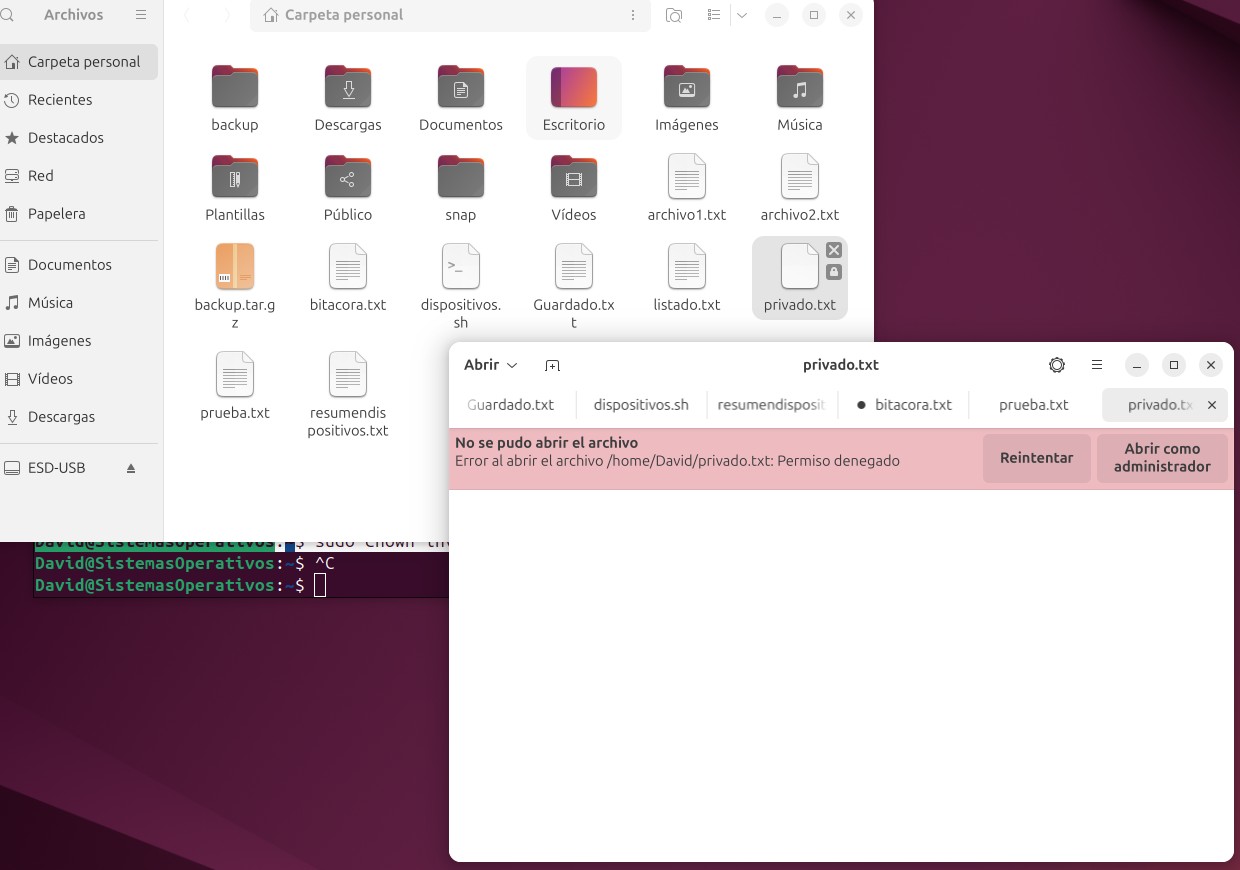 Archivos
Carpeta personal
Carpeta personal
Recientes
Destacados
Red
Papelera
Documentos
Música
Imágenes
Vídeos
Descargas
ESD-USB
backup
Descargas
Documentos
Escritorio
Imágenes
Música
Plantillas
Público
snap
Vídeos
archivo1.txt
archivo2.txt
backup.tar.g
z
bitacora.txt
dispositivos.
sh
Guardado.tx
t
listado.txt
privado.txt
prueba.txt
resumendis
positivos.txt
David@SistemasOperativos:~$ sudo chown
David@SistemasOperativos:~$ ^C
David@SistemasOperativos:~$
Abrir
privado.txt
Guardado.txt
dispositivos.sh
resumendisposit
bitacora.txt
prueba.txt
privado.tx
No se pudo abrir el archivo
Error al abrir el archivo /home/David/privado.txt: Permiso denegado
Reintentar
Abrir como
administrador